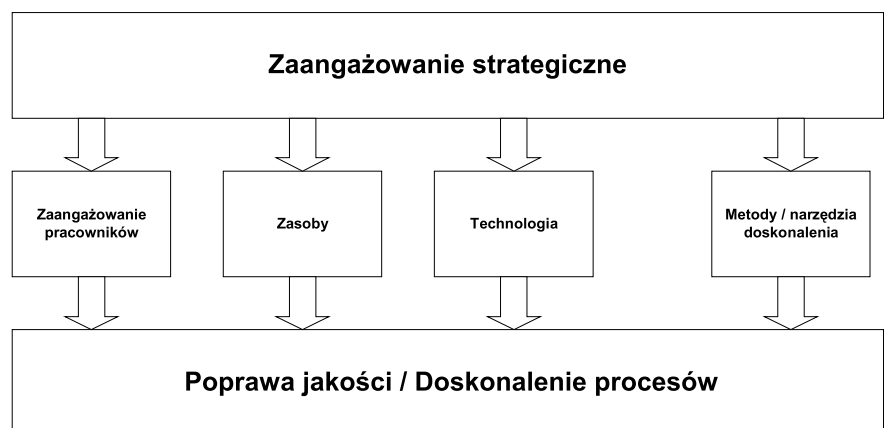 Zaangażowanie strategiczne
Zaangażowanie
pracowników
Zasoby
Technologia
Metody / narzędzia
doskonalenia
Poprawa jakości / Doskonalenie procesów